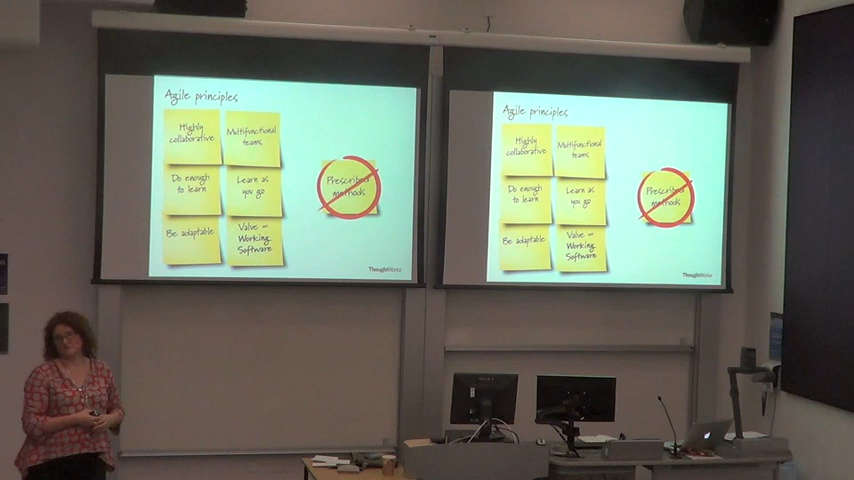 Agile principles
Highly
collaborative
Multifunctional
teams
Do enough
to learn
Learn as
you go
Be adaptable
Value =
Working
Software
Prescribed
methods
ThoughtWorks
Agile principles
Highly
collaborative
Multifunctional
teams
Do enough
to learn
Learn as
you go
Be adaptable
Value =
Working
Software
Prescribed
methods
ThoughtWorks